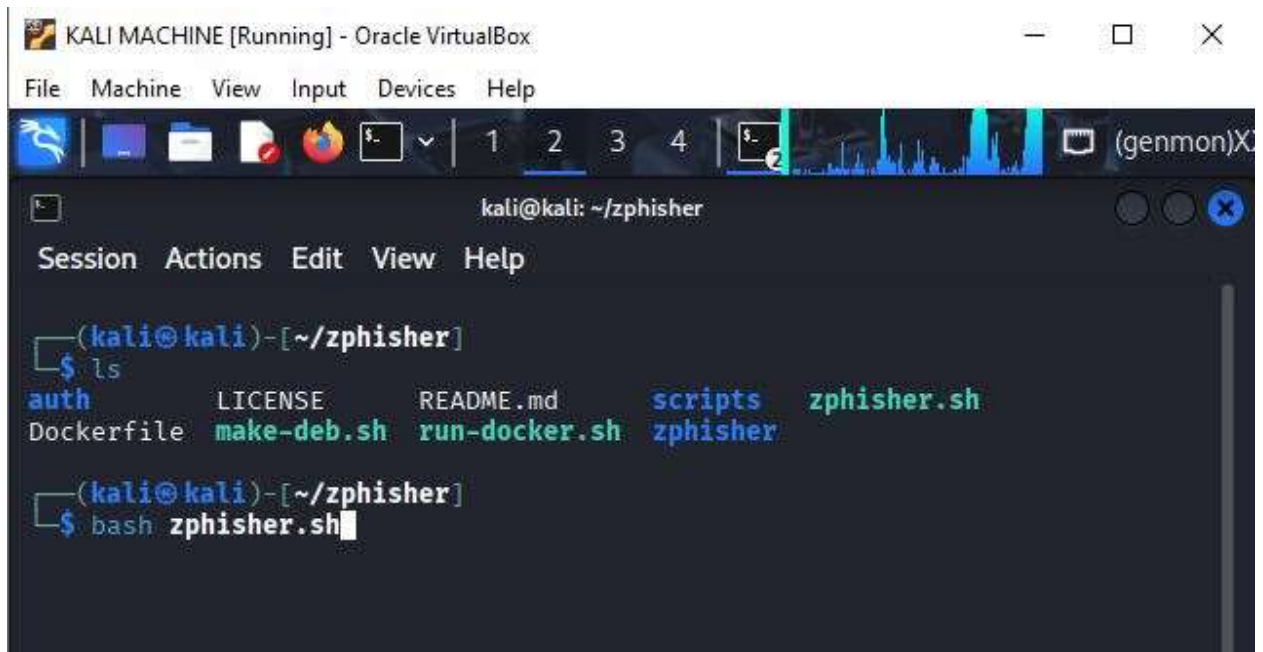 KALI MACHINE [Running] - Oracle VirtualBox
File Machine View Input Devices Help
1 2 3 4 2 (genmon)XX
kali@kali: ~/zphisher
Session Actions Edit View Help
(kali㉿kali)-[~/zphisher]
$ ls
auth LICENSE README.md scripts zphisher.sh
Dockerfile make-deb.sh run-docker.sh zphisher
(kali㉿kali)-[~/zphisher]
$ bash zphisher.sh